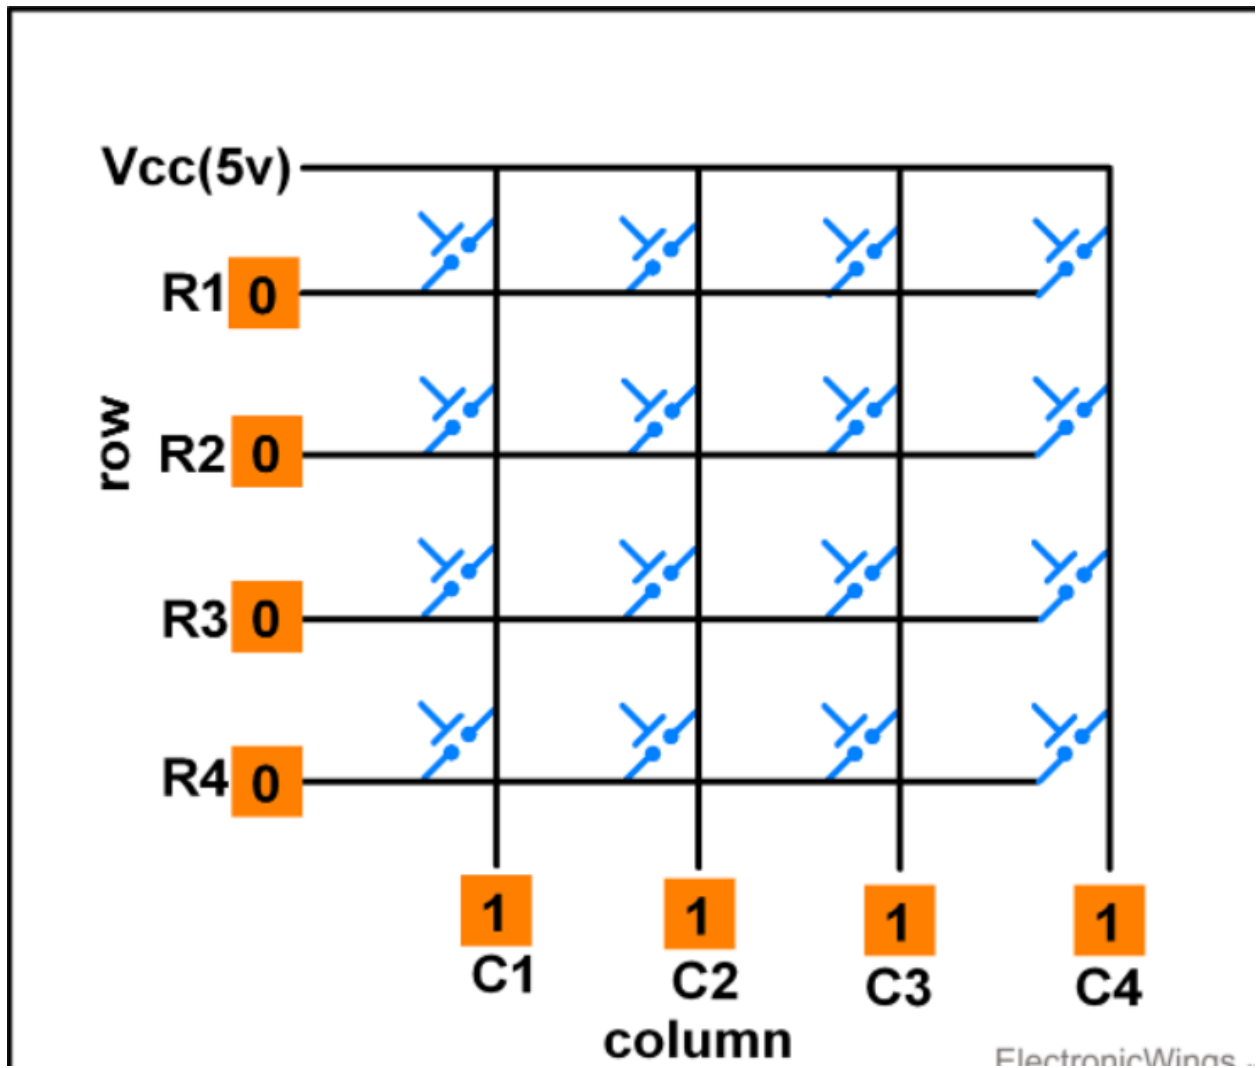 Vcc(5v)
R1 0
row
R2 0
R3 0
R4 0
1 1 1 1
C1 C2 C3 C4
column
ElectronicWings